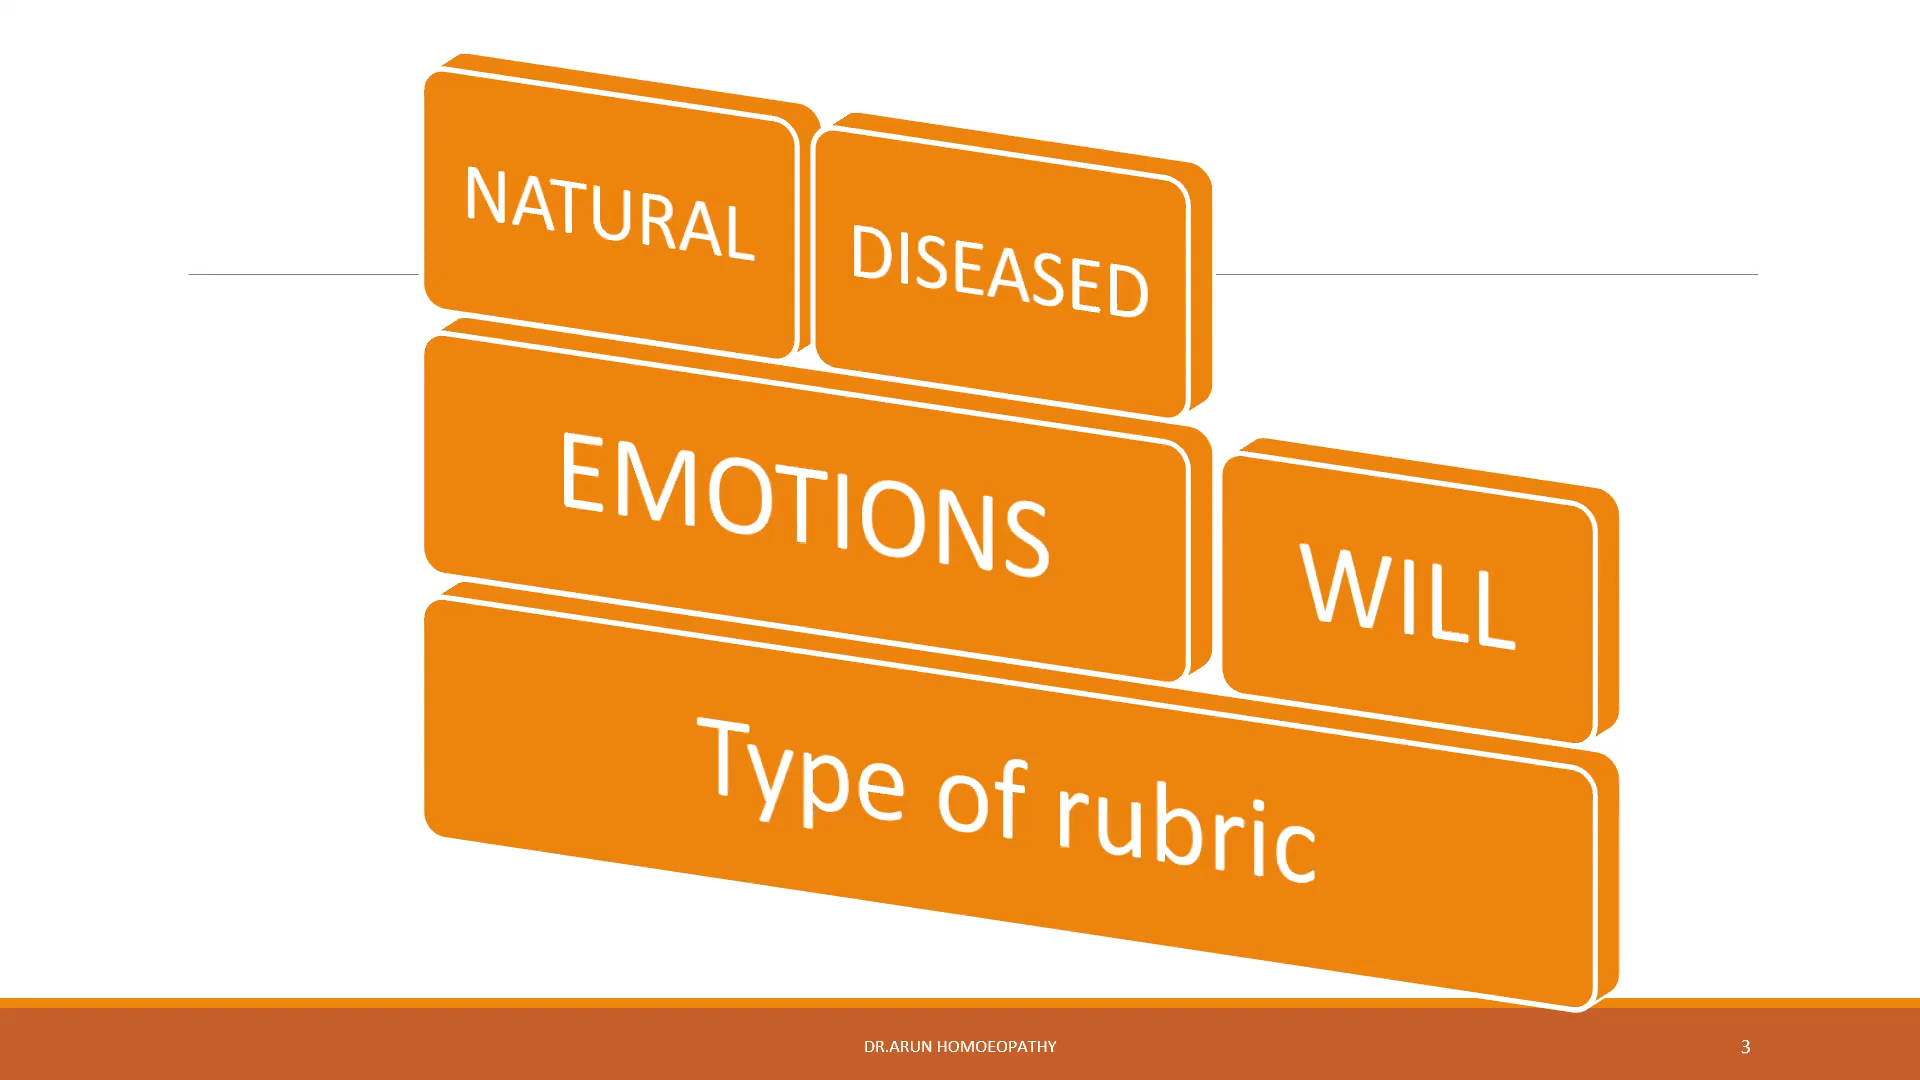 NATURAL
DISEASED
EMOTIONS
WILL
Type of rubric
DR.ARUN HOMOEOPATHY
3